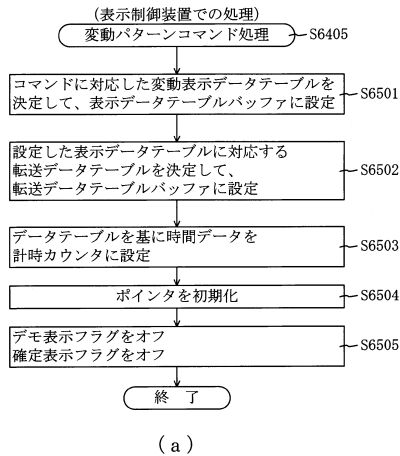 (表示制御装置での処理)
変動パターンコマンド処理
S6405
コマンドに対応した変動表示データテーブルを
決定して、表示データテーブルバッファに設定
S6501
設定した表示データテーブルに対応する
転送データテーブルを決定して、
転送データテーブルバッファに設定
S6502
データテーブルを基に時間データを
計時カウンタに設定
S6503
ポインタを初期化
S6504
デモ表示フラグをオフ
確定表示フラグをオフ
S6505
終 了
(a)